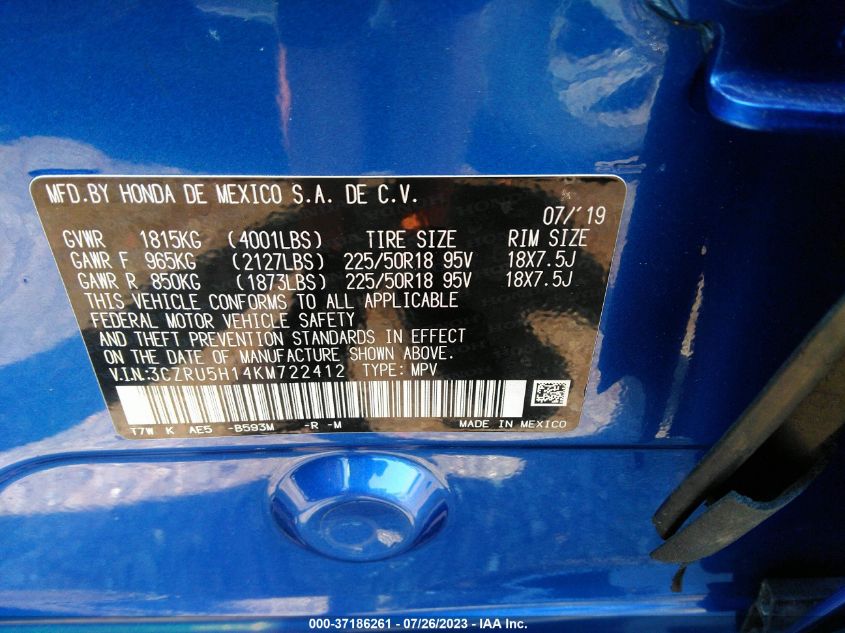 MFD.BY HONDA DE MEXICO S.A. DE C.V.
07/'19
GVWR 1815KG (4001LBS) TIRE SIZE RIM SIZE
GAWR F 965KG (2127LBS) 225/50R18 95V 18X7.5J
GAWR R 850KG (1873LBS) 225/50R18 95V 18X7.5J
THIS VEHICLE CONFORMS TO ALL APPLICABLE
FEDERAL MOTOR VEHICLE SAFETY
AND THEFT PREVENTION STANDARDS IN EFFECT
ON THE DATE OF MANUFACTURE SHOWN ABOVE.
V.I.N:3CZRU5H14KM722412 TYPE: MPV
T7W K AE5 -B593M -R -M MADE IN MEXICO
000-37186261 - 07/26/2023 - IAA Inc.